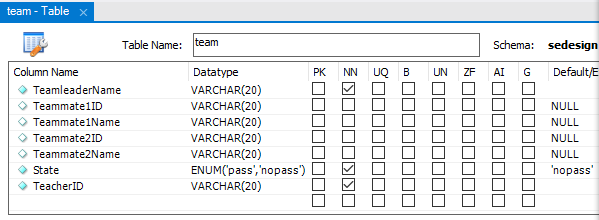 team - Table ×
Table Name: team Schema: sedesign
Column Name Datatype PK NN UQ B UN ZF AI G Default/E
TeamleaderName VARCHAR(20)
Teammate1ID VARCHAR(20) NULL
Teammate1Name VARCHAR(20) NULL
Teammate2ID VARCHAR(20) NULL
Teammate2Name VARCHAR(20) NULL
State ENUM('pass','nopass') 'nopass'
TeacherID VARCHAR(20)